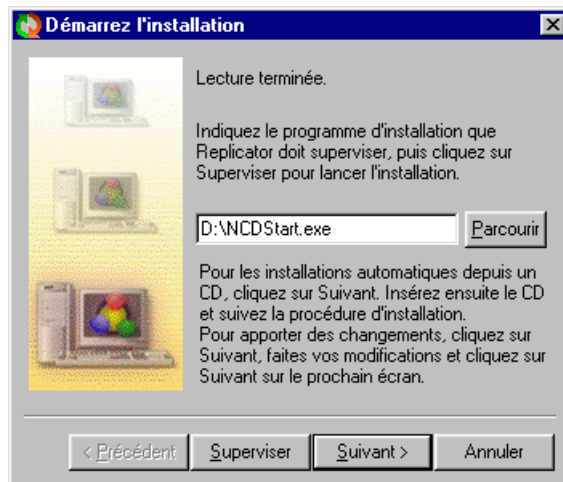 Démarrez l'installation
Lecture terminée.
Indiquez le programme d'installation que
Replicator doit superviser, puis cliquez sur
Superviser pour lancer l'installation.
D:\NCDStart.exe
Parcourir
Pour les installations automatiques depuis un
CD, cliquez sur Suivant. Insérez ensuite le CD
et suivez la procédure d'installation.
Pour apporter des changements, cliquez sur
Suivant, faites vos modifications et cliquez sur
Suivant sur le prochain écran.
< Précédent
Superviser
Suivant >
Annuler